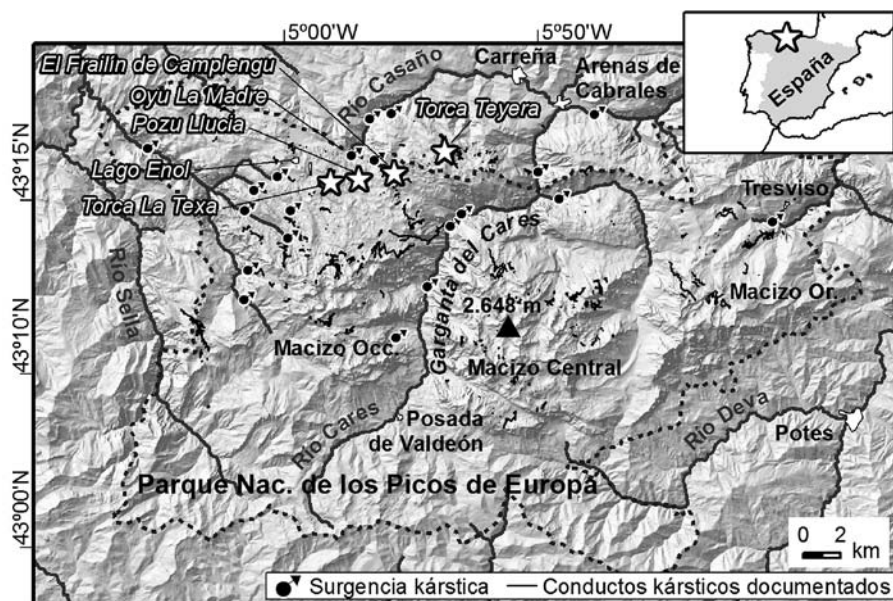 5°00'W
5°50'W
El Frailín de Camplengu
Oyu La Madre
Pozu Llucia
Lago Enol
Torca La Texa
Río Casaño
Carreña
Arenas de
Cabrales
Torca Teyera
España
43°15'N
43°10'N
43°00'N
Tresviso
Río Sella
Garganta del Cares
2.648 m
Macizo Or.
Macizo Occ.
Macizo Central
Río Cares
Posada
de Valdeón
Río Deva
Potes
Parque Nac. de los Picos de Europa
0 2
km
Surgencia kárstica
Conductos kársticos documentados